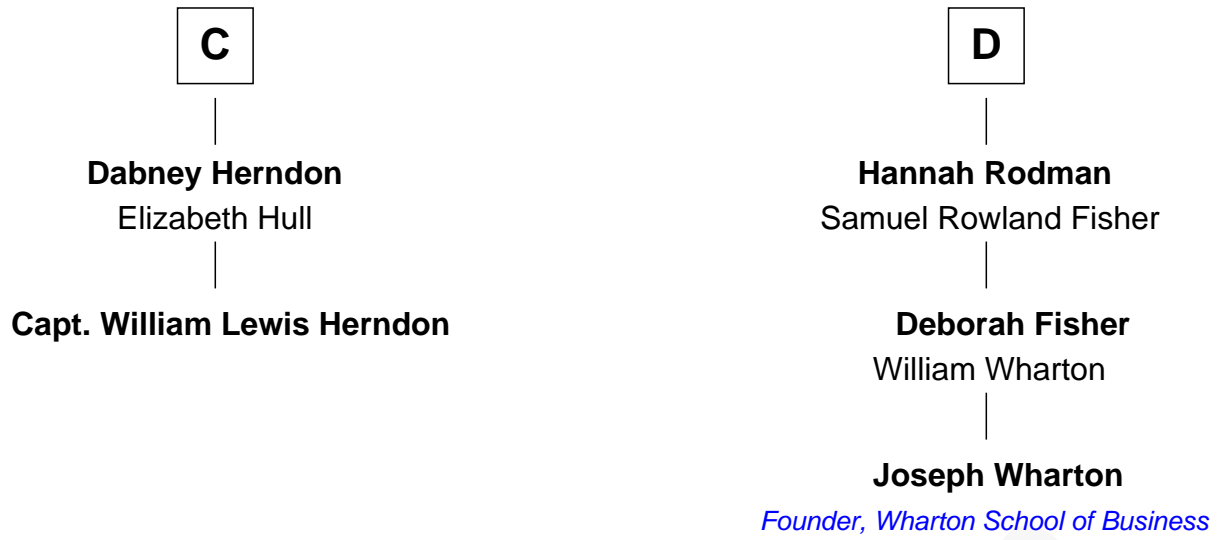 C
Dabney Herndon
Elizabeth Hull
Capt. William Lewis Herndon
D
Hannah Rodman
Samuel Rowland Fisher
Deborah Fisher
William Wharton
Joseph Wharton
Founder, Wharton School of Business